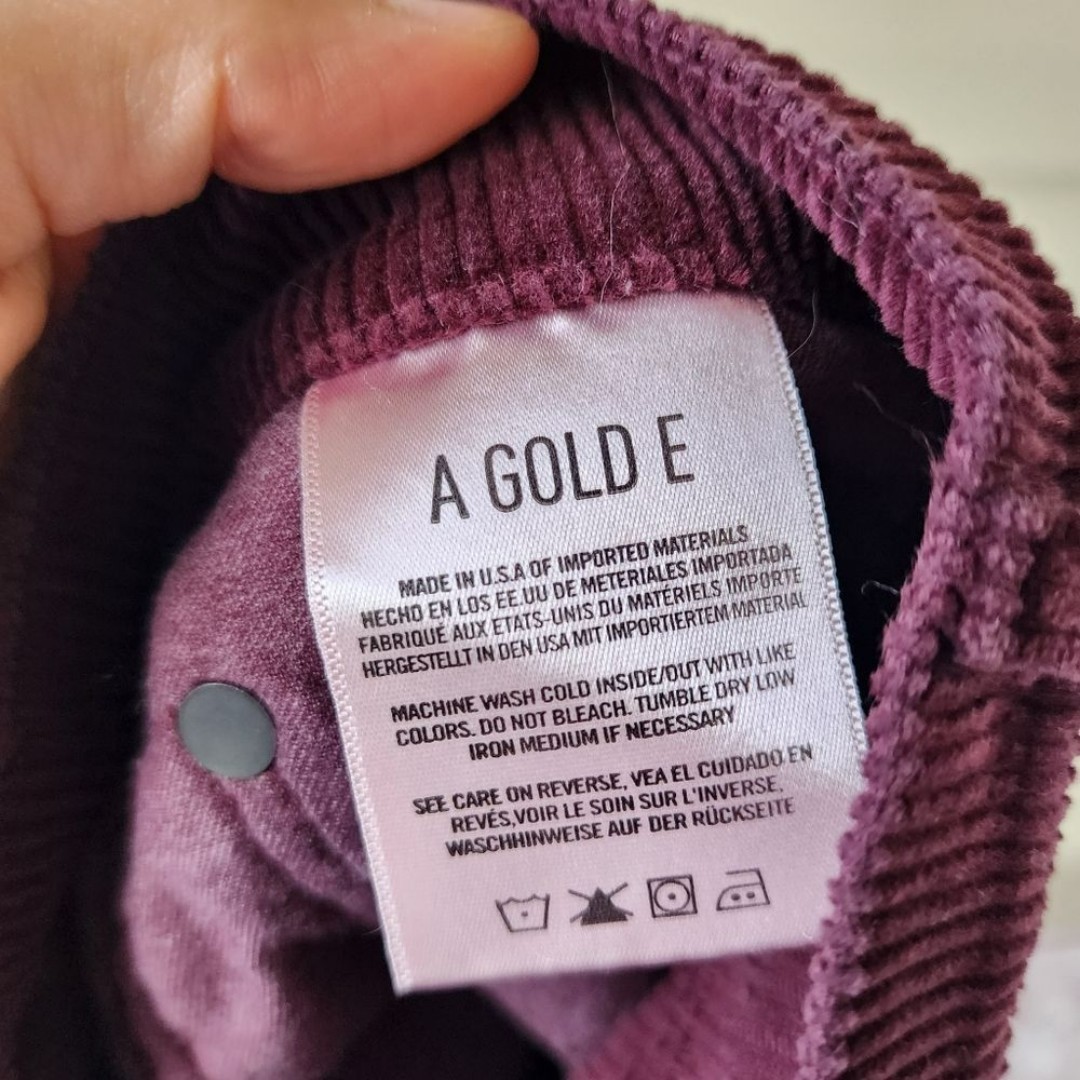 A GOLD E
MADE IN U.S.A OF IMPORTED MATERIALS
HECHO EN LOS EE.UU DE METERIALES IMPORTADA
FABRIQUÉ AUX ETATS-UNIS DU MATERIELS IMPORTE
HERGESTELLT IN DEN USA MIT IMPORTIERTEM MATERIAL
MACHINE WASH COLD INSIDE/OUT WITH LIKE
COLORS. DO NOT BLEACH. TUMBLE DRY LOW
IRON MEDIUM IF NECESSARY
SEE CARE ON REVERSE, VEA EL CUIDADO EN
REVÉS,VOIR LE SOIN SUR L'INVERSE,
WASCHHINWEISE AUF DER RÜCKSEITE